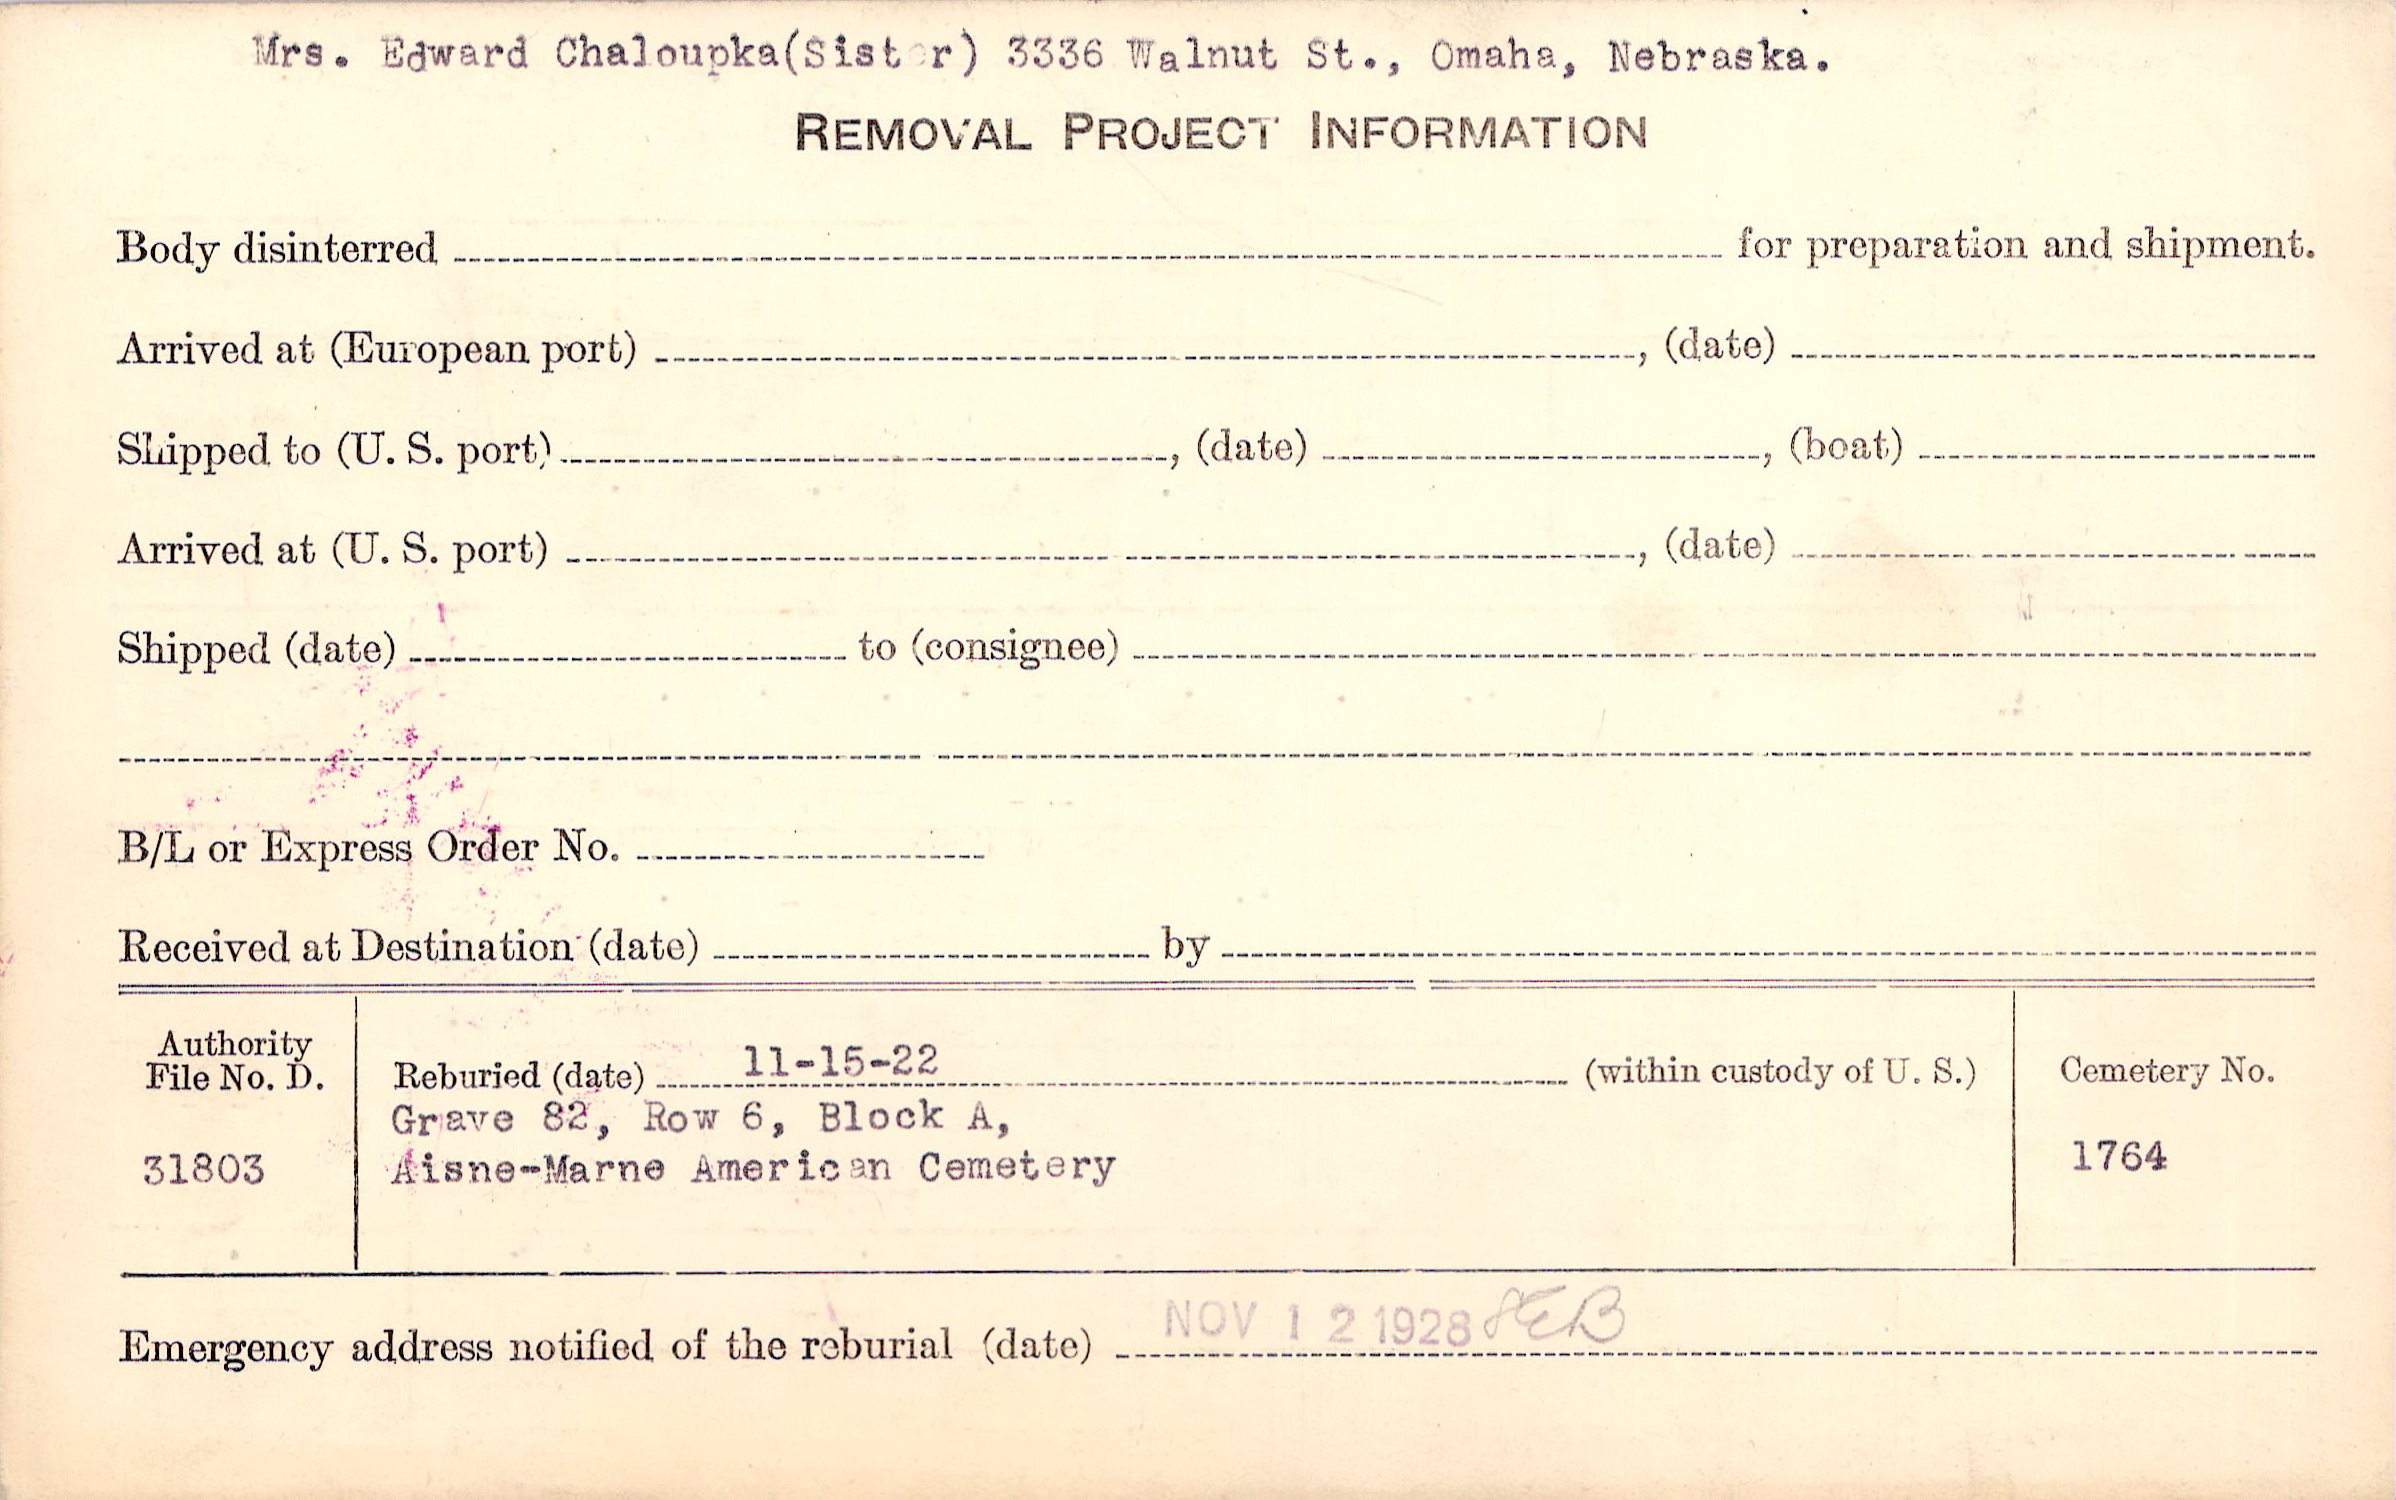 Mrs. Edward Chaloupka(Sister) 3336 Walnut St., Omaha, Nebraska.
REMOVAL PROJECT INFORMATION
Body disinterred for preparation and shipment.
Arrived at (European port) , (date)
Shipped to (U. S. port) , (date) , (boat)
Arrived at (U. S. port) , (date)
Shipped (date) to (consignee)
B/L or Express Order No.
Received at Destination (date) by
Authority
File No. D.
31803
Reburied (date) 11-15-22 (within custody of U. S.)
Grave 82, Row 6, Block A,
Aisne-Marne American Cemetery
Cemetery No.
1764
Emergency address notified of the reburial (date) NOV 12 1928